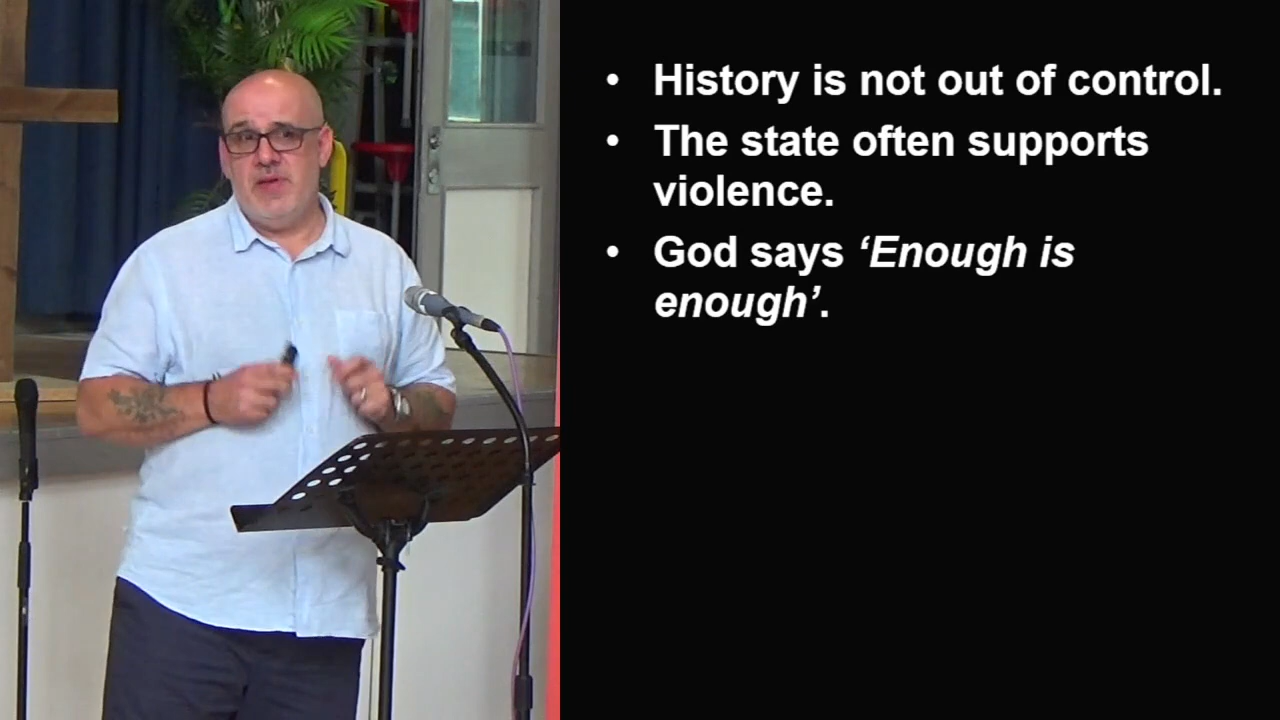 • History is not out of control.
• The state often supports
violence.
• God says ‘Enough is
enough’.